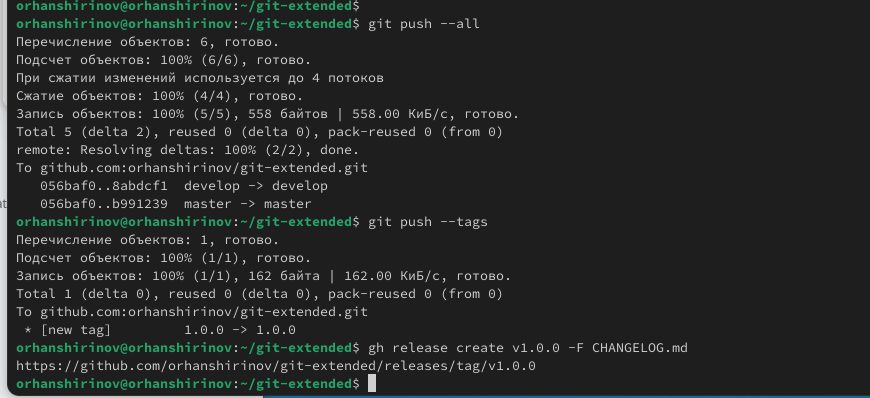 orhanshirinov@orhanshirinov:~/git-extended$
orhanshirinov@orhanshirinov:~/git-extended$ git push --all
Перечисление объектов: 6, готово.
Подсчет объектов: 100% (6/6), готово.
При сжатии изменений используется до 4 потоков
Сжатие объектов: 100% (4/4), готово.
Запись объектов: 100% (5/5), 558 байтов | 558.00 КиБ/с, готово.
Total 5 (delta 2), reused 0 (delta 0), pack-reused 0 (from 0)
remote: Resolving deltas: 100% (2/2), done.
To github.com:orhanshirinov/git-extended.git
   056baf0..8abdcf1  develop -> develop
   056baf0..b991239  master -> master
orhanshirinov@orhanshirinov:~/git-extended$ git push --tags
Перечисление объектов: 1, готово.
Подсчет объектов: 100% (1/1), готово.
Запись объектов: 100% (1/1), 162 байта | 162.00 КиБ/с, готово.
Total 1 (delta 0), reused 0 (delta 0), pack-reused 0 (from 0)
To github.com:orhanshirinov/git-extended.git
 * [new tag]         1.0.0 -> 1.0.0
orhanshirinov@orhanshirinov:~/git-extended$ gh release create v1.0.0 -F CHANGELOG.md
https://github.com/orhanshirinov/git-extended/releases/tag/v1.0.0
orhanshirinov@orhanshirinov:~/git-extended$